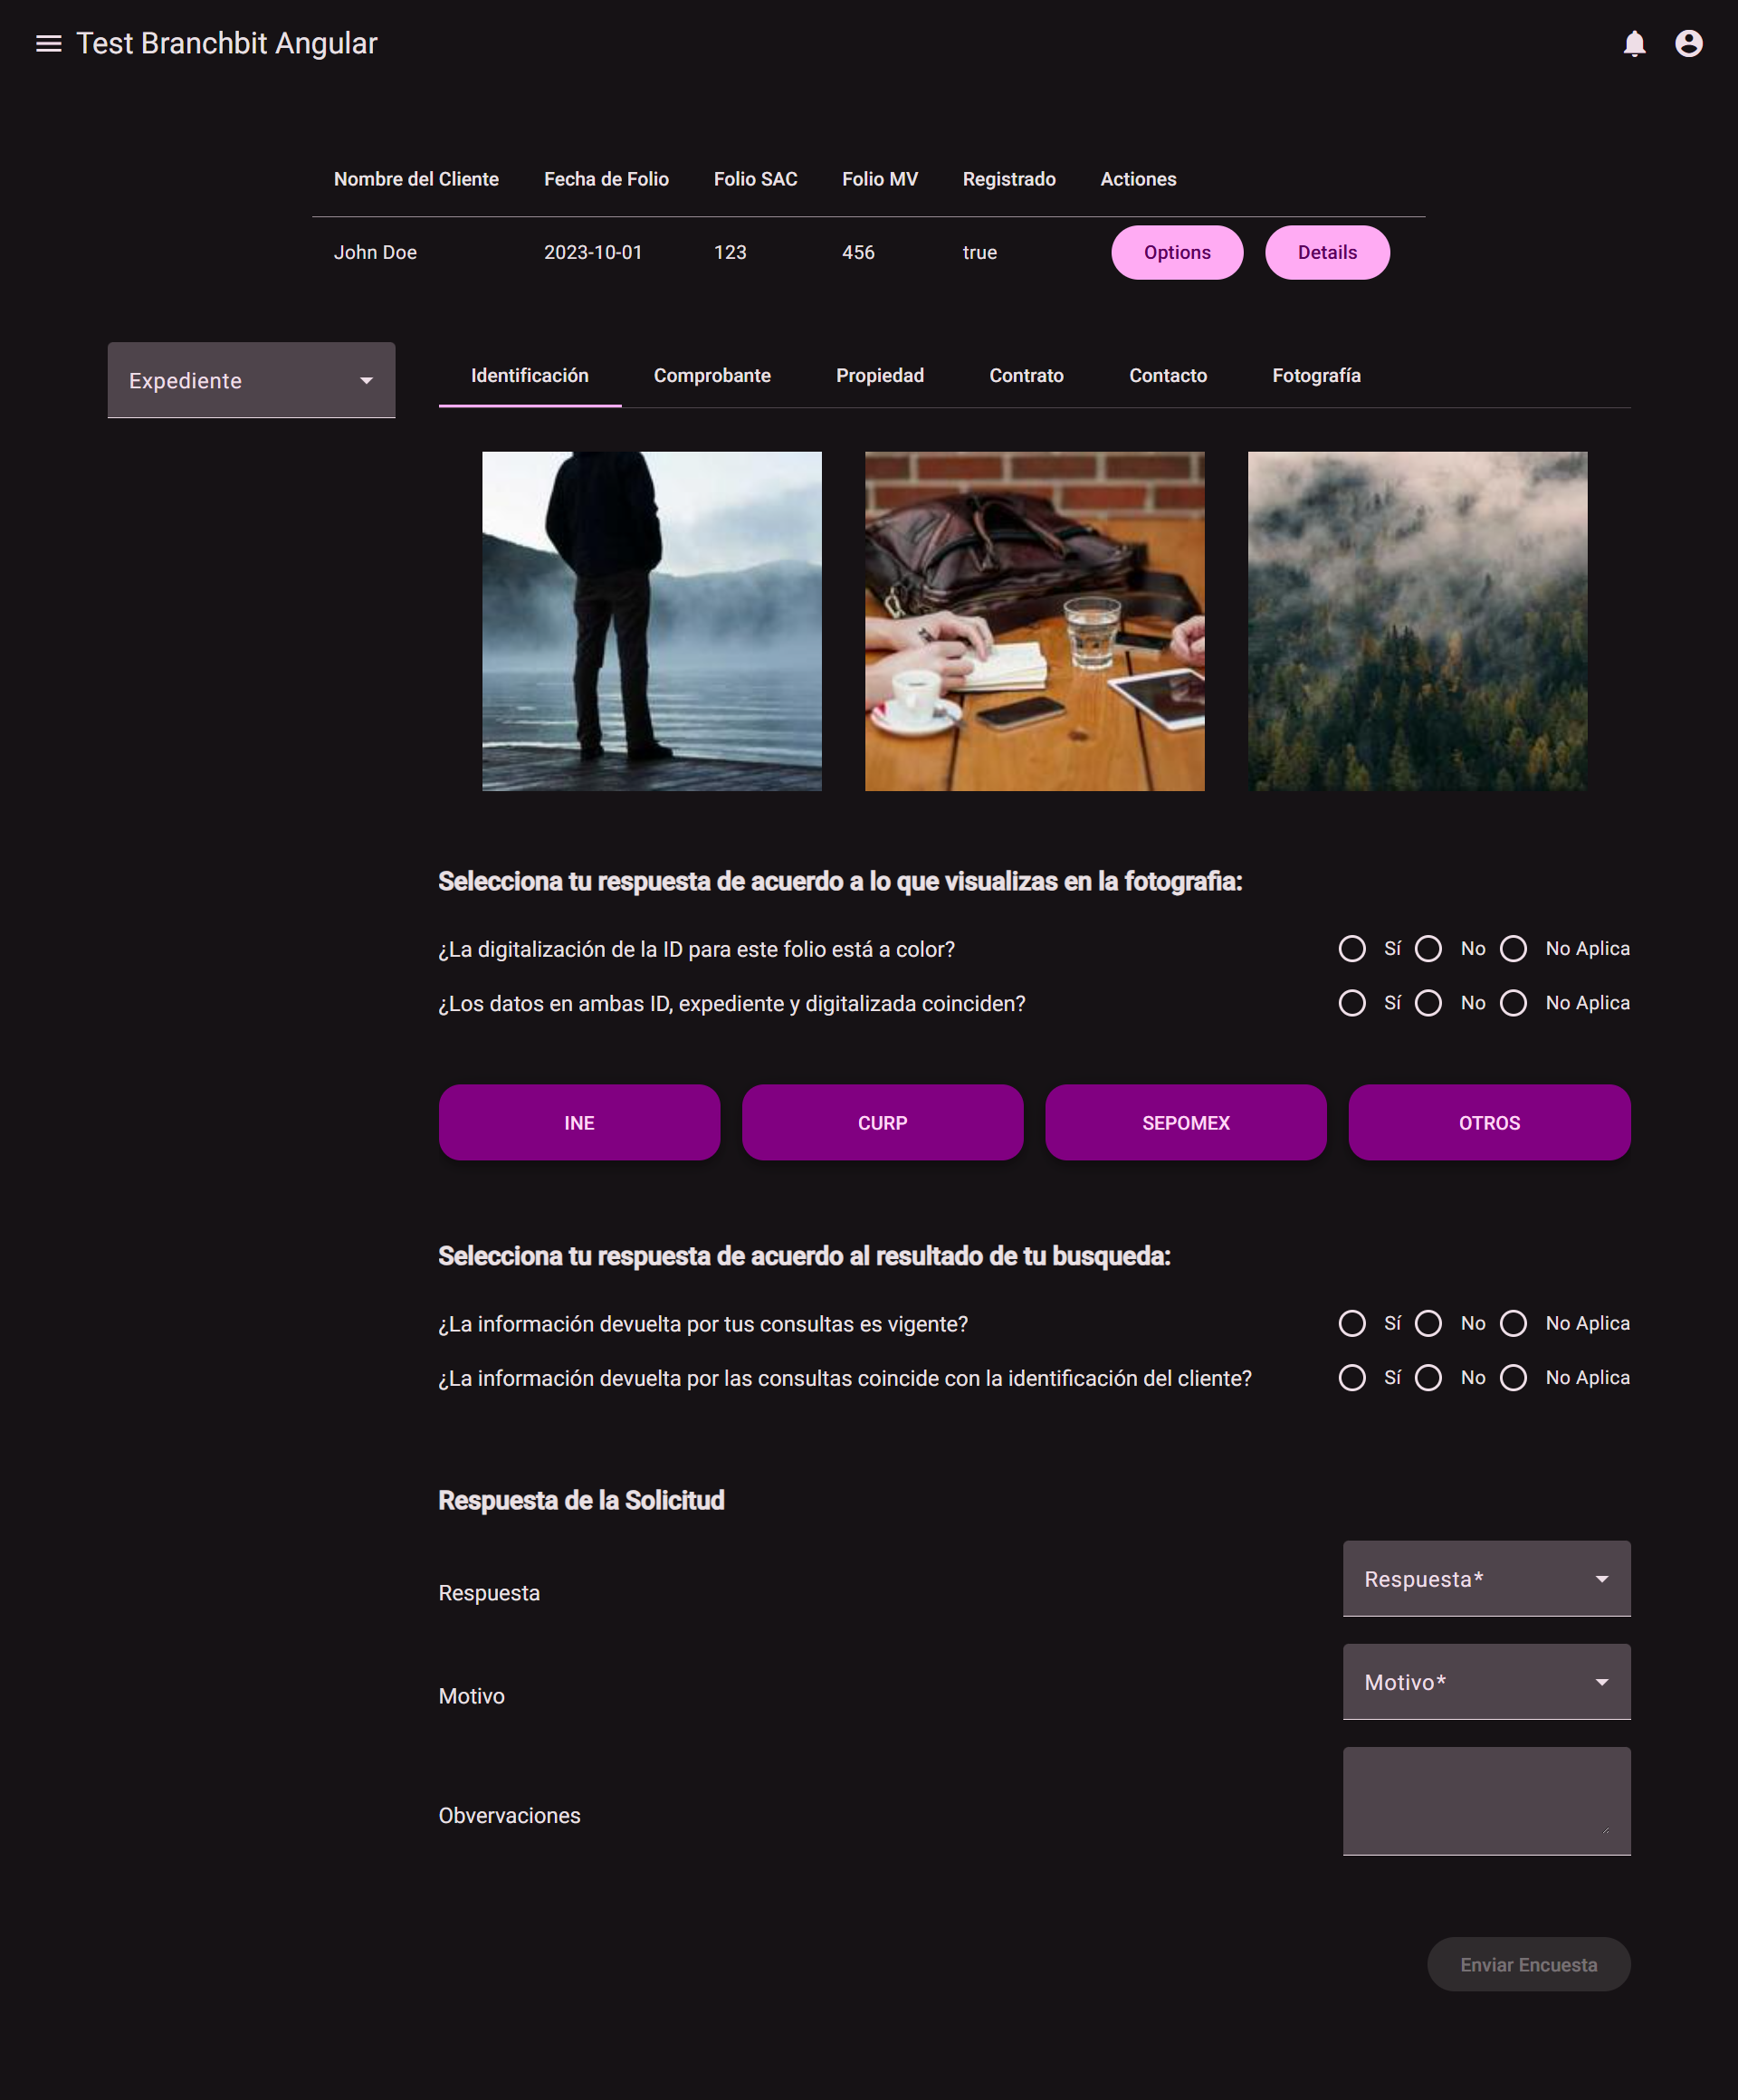 Test Branchbit Angular
Nombre del Cliente Fecha de Folio Folio SAC Folio MV Registrado Actiones
John Doe 2023-10-01 123 456 true Options Details
Expediente
Identificación Comprobante Propiedad Contrato Contacto Fotografía
Selecciona tu respuesta de acuerdo a lo que visualizas en la fotografia:
¿La digitalización de la ID para este folio está a color? Sí No No Aplica
¿Los datos en ambas ID, expediente y digitalizada coinciden? Sí No No Aplica
INE CURP SEPOMEX OTROS
Selecciona tu respuesta de acuerdo al resultado de tu busqueda:
¿La información devuelta por tus consultas es vigente? Sí No No Aplica
¿La información devuelta por las consultas coincide con la identificación del cliente? Sí No No Aplica
Respuesta de la Solicitud
Respuesta Respuesta*
Motivo Motivo*
Obvervaciones
Enviar Encuesta